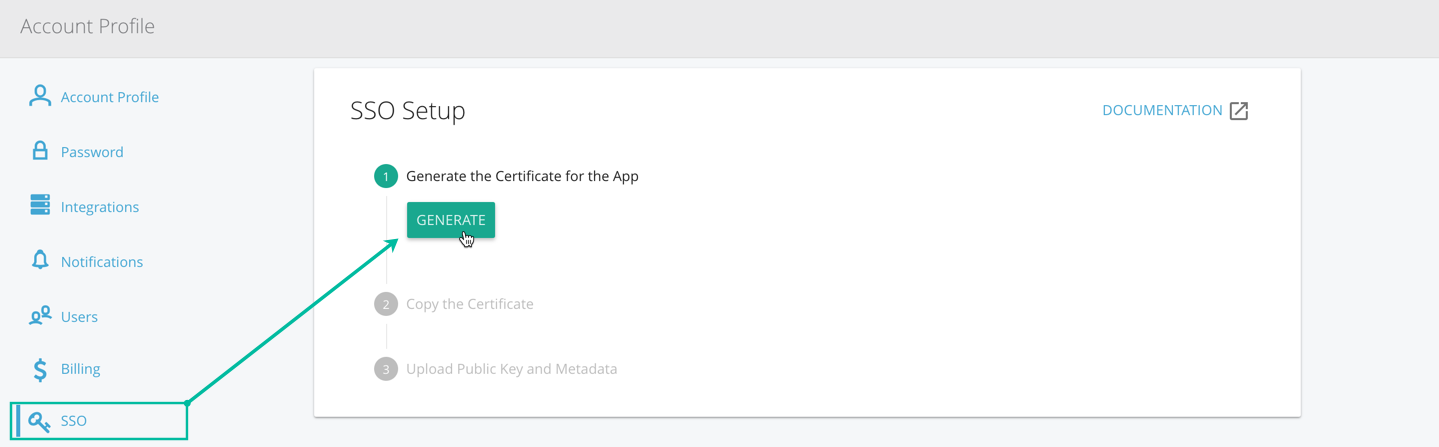 Account Profile
Account Profile
Password
Integrations
Notifications
Users
Billing
SSO
SSO Setup
DOCUMENTATION
1 Generate the Certificate for the App
GENERATE
2 Copy the Certificate
3 Upload Public Key and Metadata